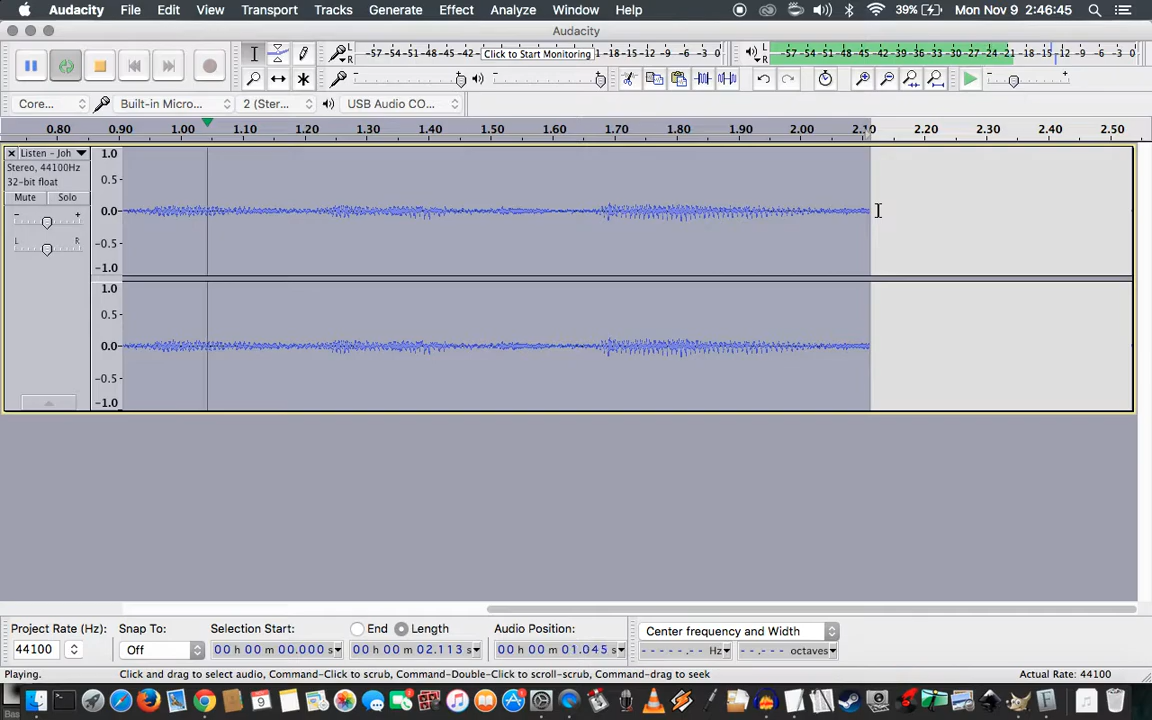 Audacity File Edit View Transport Tracks Generate Effect Analyze Window Help 39% Mon Nov 9 2:46:45
Audacity
L R -57 -54 -51 -48 -45 -42 Click to Start Monitoring -18 -15 -12 -9 -6 -3 0
L R -57 -54 -51 -48 -45 -42 -39 -36 -33 -30 -27 -24 -21 -18 -15 -12 -9 -6 -3 0
Core... Built-in Micro... 2 (Ster... USB Audio CO...
0.80 0.90 1.00 1.10 1.20 1.30 1.40 1.50 1.60 1.70 1.80 1.90 2.00 2.10 2.20 2.30 2.40 2.50
Listen - Joh 1.0
Stereo, 44100Hz
32-bit float
0.5
Mute Solo
- +
0.0
L R
-0.5
-1.0
1.0
0.5
0.0
-0.5
-1.0
Project Rate (Hz): Snap To: Selection Start: End Length Audio Position: Center frequency and Width
44100 Off 00 h 00 m 00.000 s 00 h 00 m 02.113 s 00 h 00 m 01.045 s ------- Hz --.--- octaves
Playing. Click and drag to select audio, Command-Click to scrub, Command-Double-Click to scroll-scrub, Command-drag to seek Actual Rate: 44100